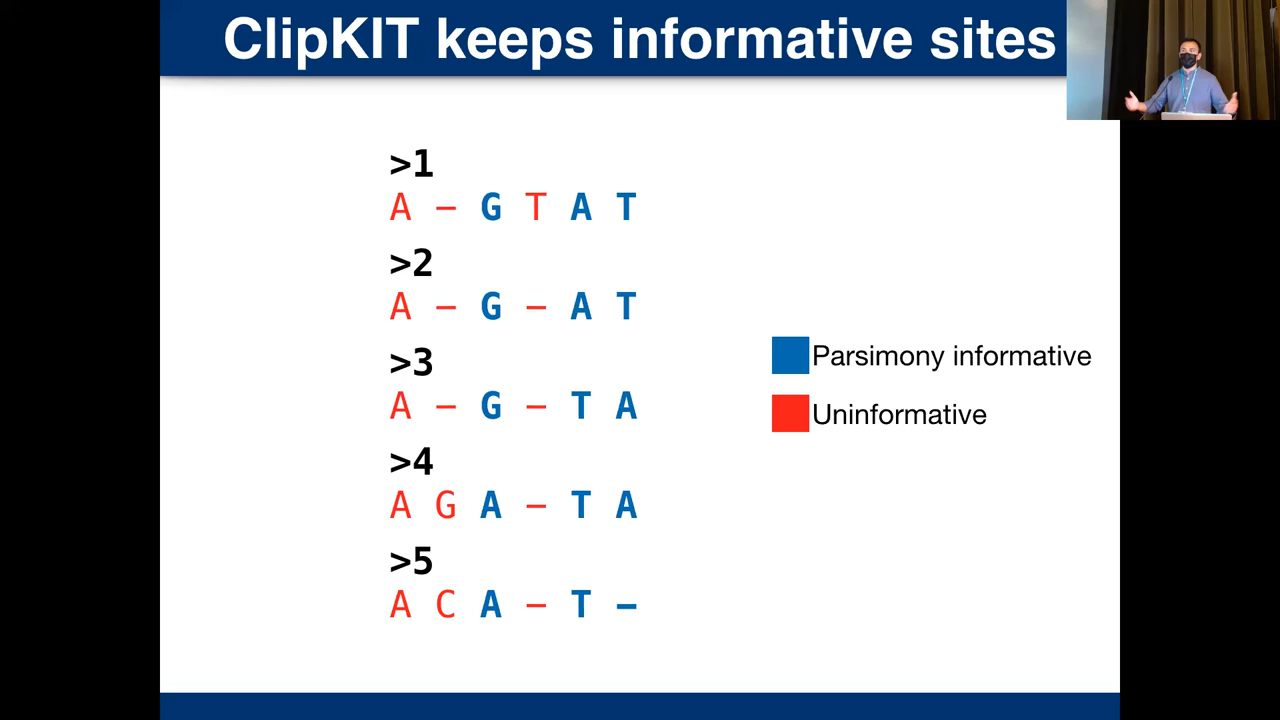 ClipKIT keeps informative sites
>1
A – G T A T
>2
A – G – A T
>3
A – G – T A
>4
A G A – T A
>5
A C A – T –
Parsimony informative
Uninformative